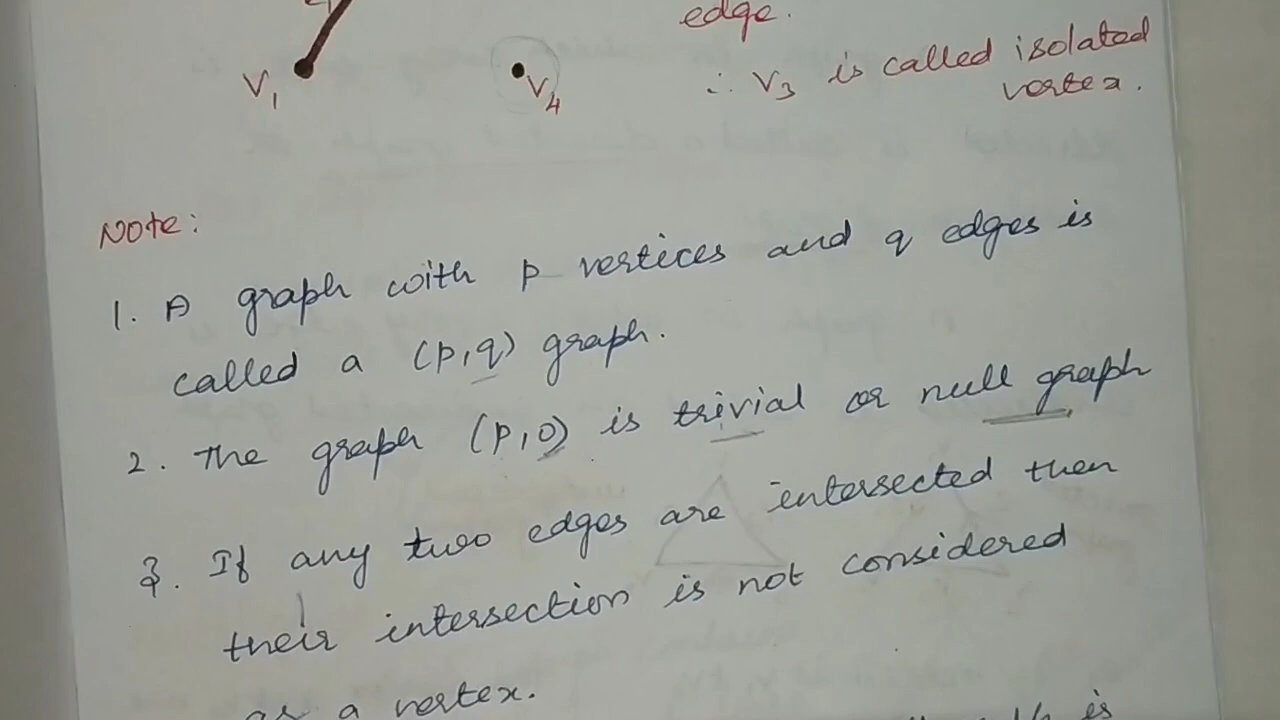 edge.
V1 V4 ∴ V3 is called isolated
vertex.
Note:
1. A graph with p vertices and q edges is
called a (p,q) graph.
2. The graph (p,0) is trivial or null graph
3. If any two edges are intersected then
their intersection is not considered
as a vertex.
is